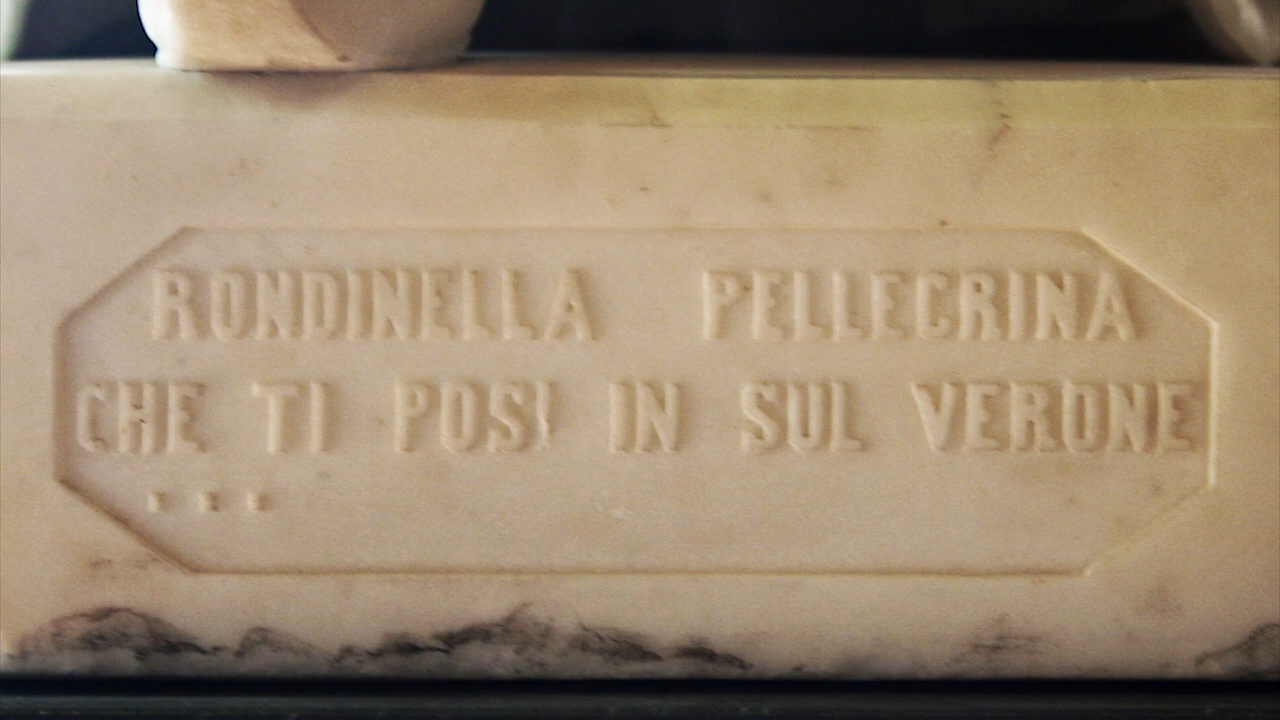 RONDINELLA PELLEGRINA
CHE TI POSI IN SUL VERONE
...